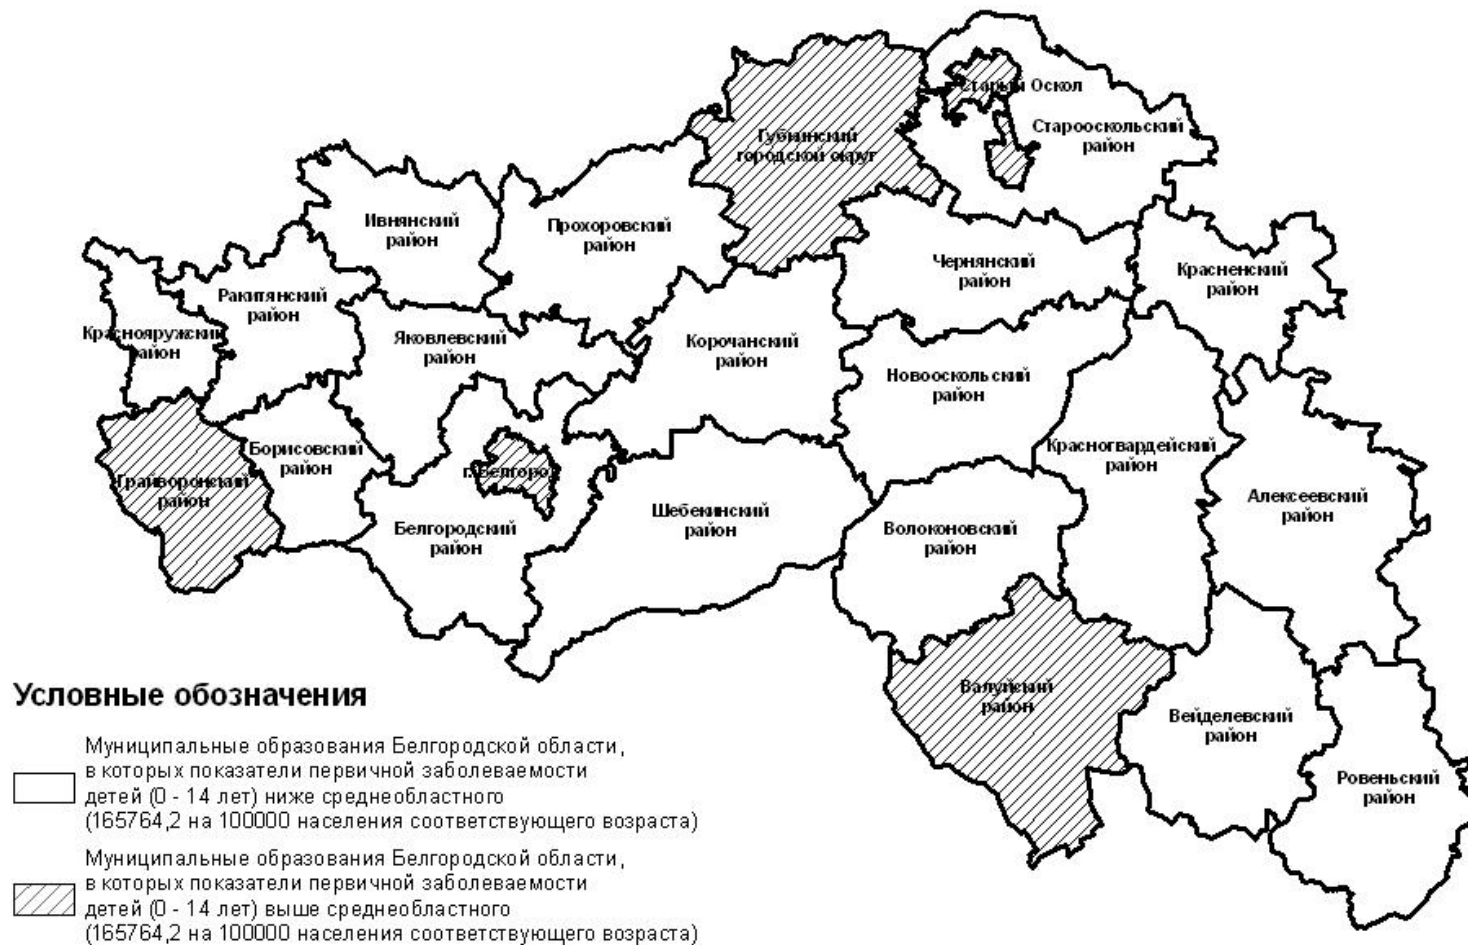 Старый Оскол
Губкинский
городской округ
Старооскольский
район
Ивнянский
район
Прохоровский
район
Чернянский
район
Красненский
район
Ракитянский
район
Краснояружский
район
Яковлевский
район
Корочанский
район
Новооскольский
район
Борисовский
район
Красногвардейский
район
Грайворонский
район
г. Белгород
Алексеевский
район
Шебекинский
район
Белгородский
район
Волоконовский
район
Валуйский
район
Вейделевский
район
Ровеньский
район
Условные обозначения
Муниципальные образования Белгородской области,
в которых показатели первичной заболеваемости
детей (0 - 14 лет) ниже среднеобластного
(165764,2 на 100000 населения соответствующего возраста)
Муниципальные образования Белгородской области,
в которых показатели первичной заболеваемости
детей (0 - 14 лет) выше среднеобластного
(165764,2 на 100000 населения соответствующего возраста)